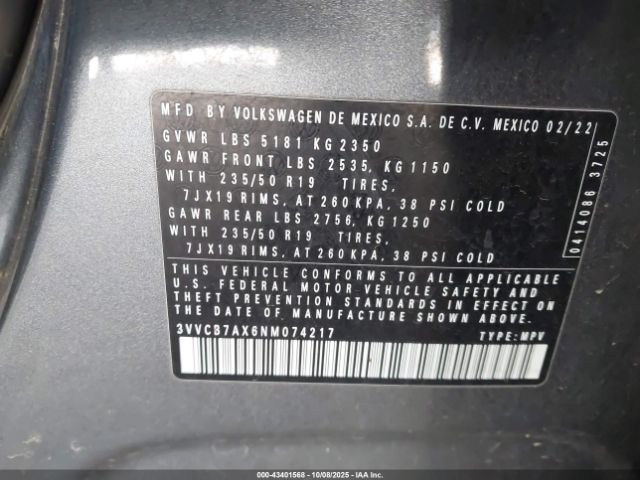 MFD BY VOLKSWAGEN DE MEXICO S.A. DE C.V. MEXICO 02/22
GVWR LBS 5181 KG 2350
GAWR FRONT LBS 2535, KG 1150
WITH 235/50 R19 TIRES,
7JX19 RIMS, AT 260 KPA, 38 PSI COLD
GAWR REAR LBS 2756, KG 1250
WITH 235/50 R19 TIRES,
7JX19 RIMS, AT 260 KPA, 38 PSI COLD
THIS VEHICLE CONFORMS TO ALL APPLICABLE
U.S. FEDERAL MOTOR VEHICLE SAFETY AND
THEFT PREVENTION STANDARDS IN EFFECT ON
THE DATE OF MANUFACTURE SHOWN ABOVE.
3VVCB7AX6NM074217 TYPE: MPV
0414086 3725
000-43401568 - 10/08/2025 - IAA Inc. (ACV)